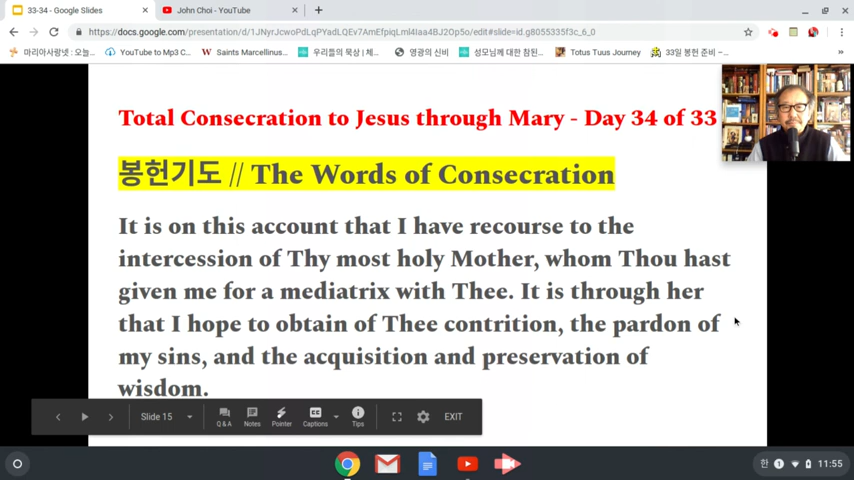 33-34 - Google Slides
John Choi - YouTube
https://docs.google.com/presentation/d/1JNyrJcwoPdLqPYadLQEv7AmEfpiqLml4Iaa4BJ2Op5o/edit#slide=id.g8055335f3c_6_0
마리아사랑넷: 오늘...
YouTube to Mp3 C...
Saints Marcellinus...
우리들의 묵상 | 체...
영광의 신비
성모님께 대한 참된...
Totus Tuus Journey
33일 봉헌 준비 –...
Total Consecration to Jesus through Mary - Day 34 of 33
봉헌기도 // The Words of Consecration
It is on this account that I have recourse to the
intercession of Thy most holy Mother, whom Thou hast
given me for a mediatrix with Thee. It is through her
that I hope to obtain of Thee contrition, the pardon of
my sins, and the acquisition and preservation of
wisdom.
Slide 15
Q & A
Notes
Pointer
Captions
Tips
EXIT
한
1
11:55